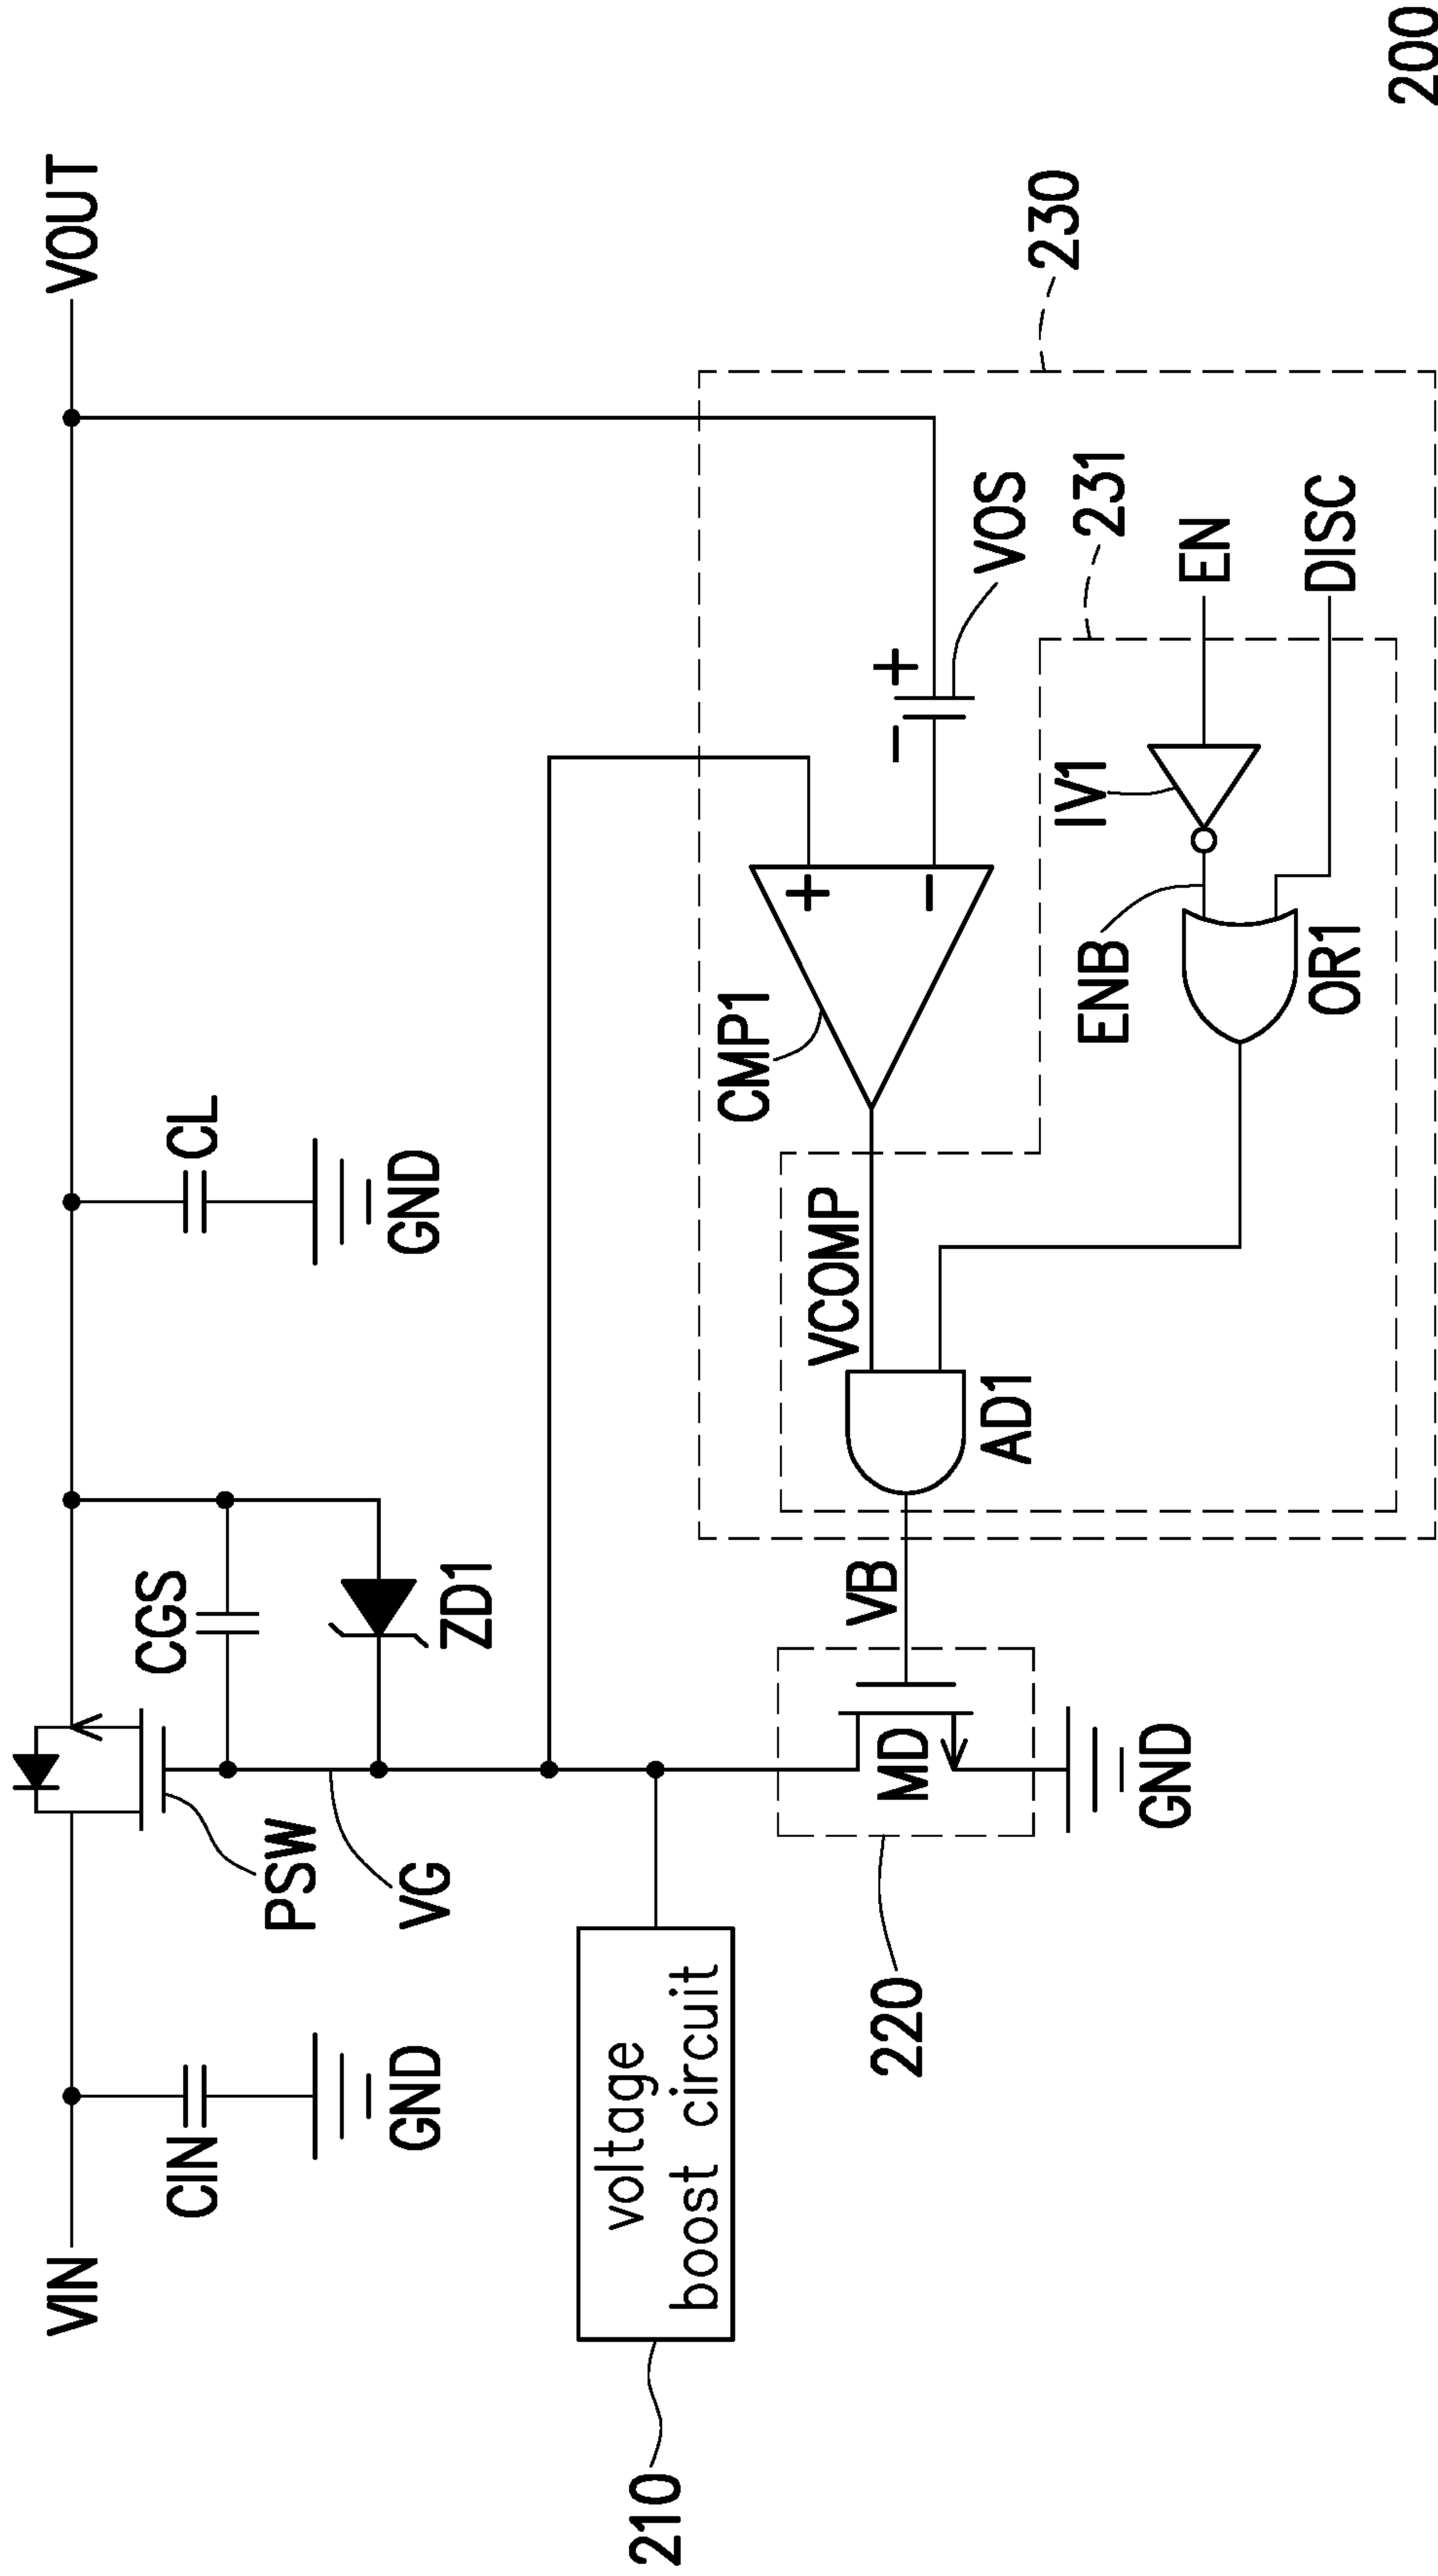 200
VIN
VOUT
CIN
GND
PSW
CGS
CL
GND
VG
ZD1
210
voltage
boost circuit
230
CMP1
+
-
- +
VOS
231
220
MD
VB
VCOMP
AD1
IV1
EN
ENB
OR1
DISC
GND